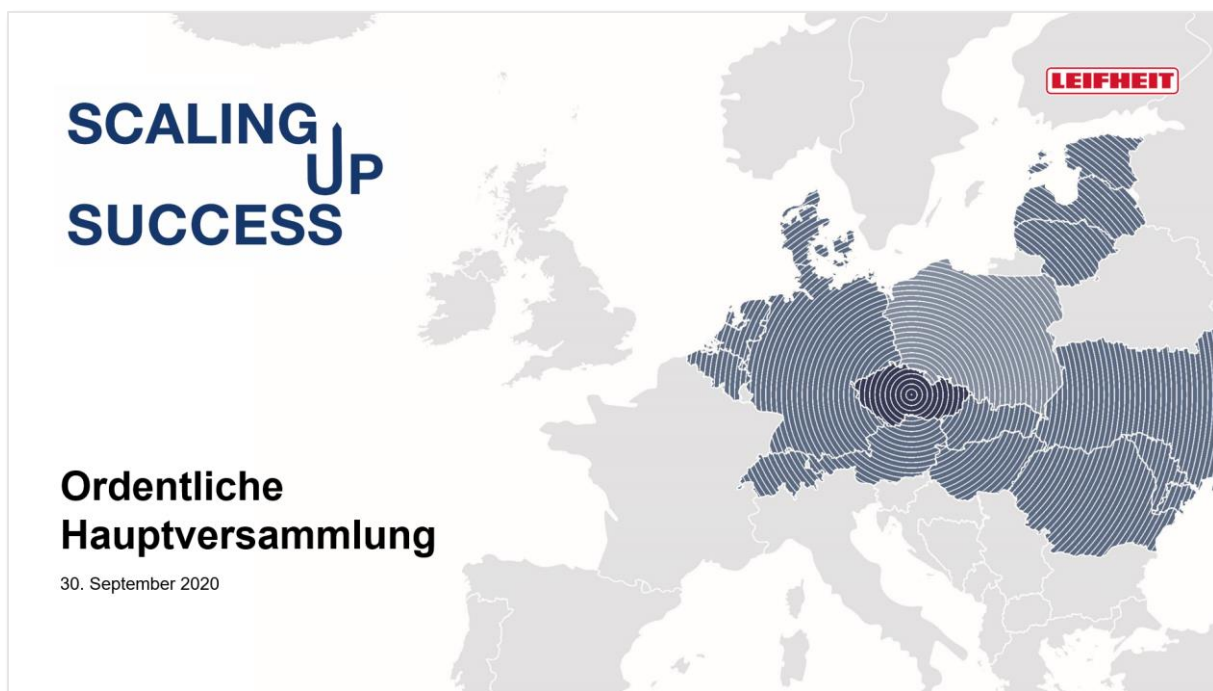 SCALING
UP
SUCCESS
LEIFHEIT
Ordentliche
Hauptversammlung
30. September 2020